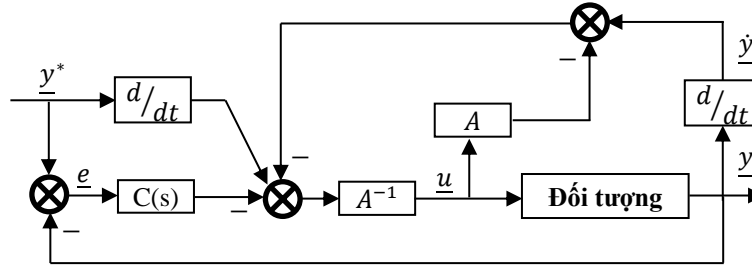 ẏ
y*
d/dt
d/dt
A
y
e
C(s)
A⁻¹
u
Đối tượng
−
−
−
−